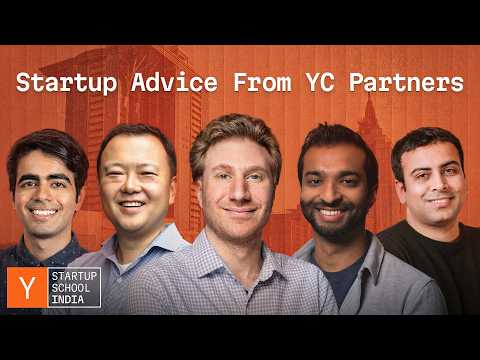 Startup Advice From YC Partners
Y
STARTUP
SCHOOL
INDIA